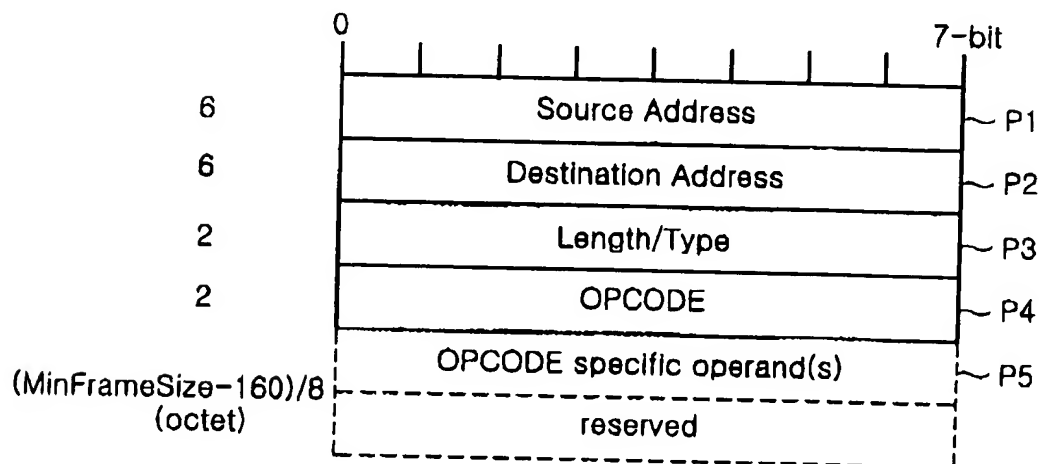 0 7-bit
6 Source Address P1
6 Destination Address P2
2 Length/Type P3
2 OPCODE P4
OPCODE specific operand(s) P5
(MinFrameSize-160)/8
(octet)
reserved